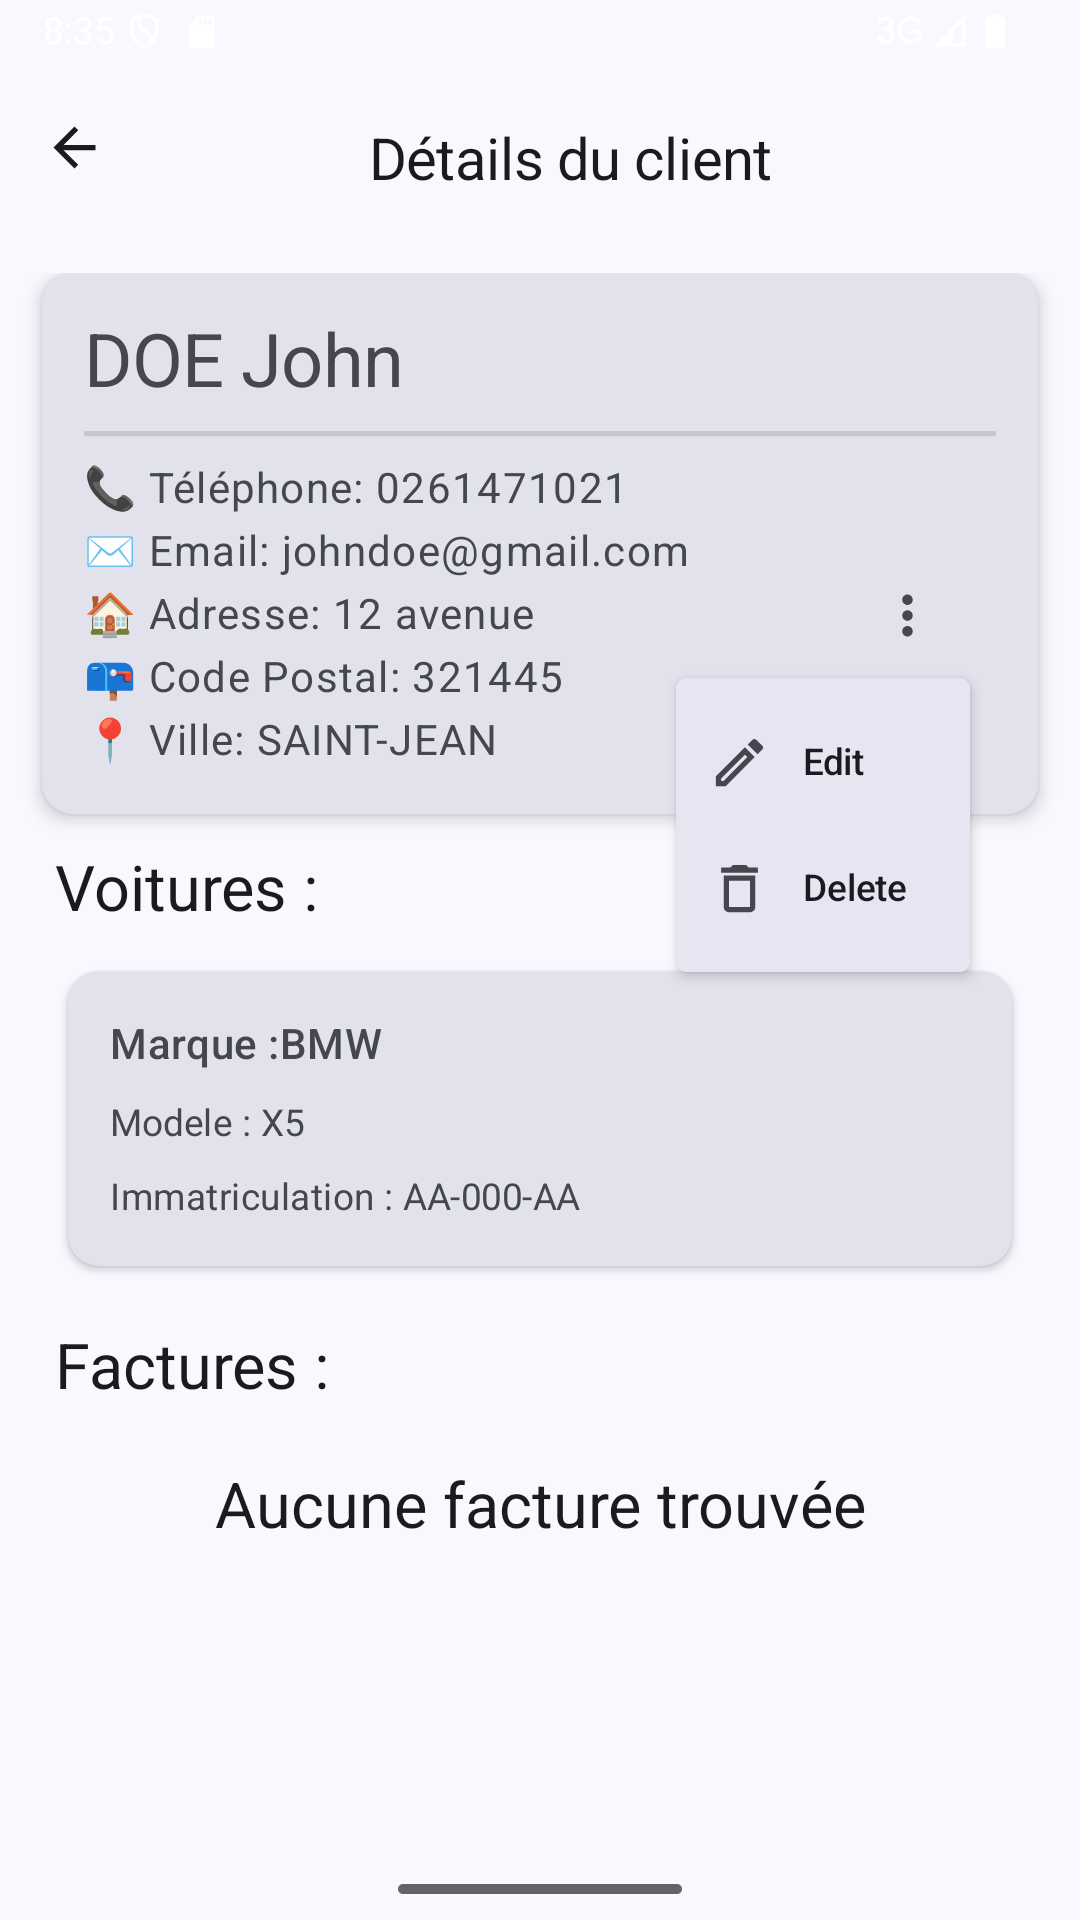 8:35
3G
Détails du client
DOE John
📞 Téléphone: 0261471021
✉️ Email: johndoe@gmail.com
🏠 Adresse: 12 avenue
📪 Code Postal: 321445
📍 Ville: SAINT-JEAN
Edit
Delete
Voitures :
Marque :BMW
Modele : X5
Immatriculation : AA-000-AA
Factures :
Aucune facture trouvée